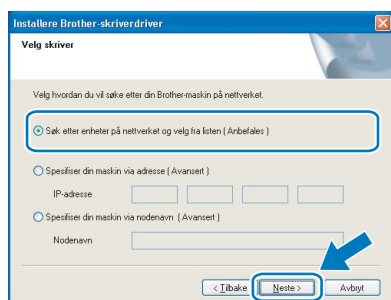 Installere Brother-skriverdriver
Velg skriver
Velg hvordan du vil søke etter din Brother-maskin på nettverket.
Søk etter enheter på nettverket og velg fra listen ( Anbefales )
Spesifiser din maskin via adresse ( Avansert )
IP-adresse
Spesifiser din maskin via nodenavn ( Avansert )
Nodenavn
< Tilbake Neste > Avbryt